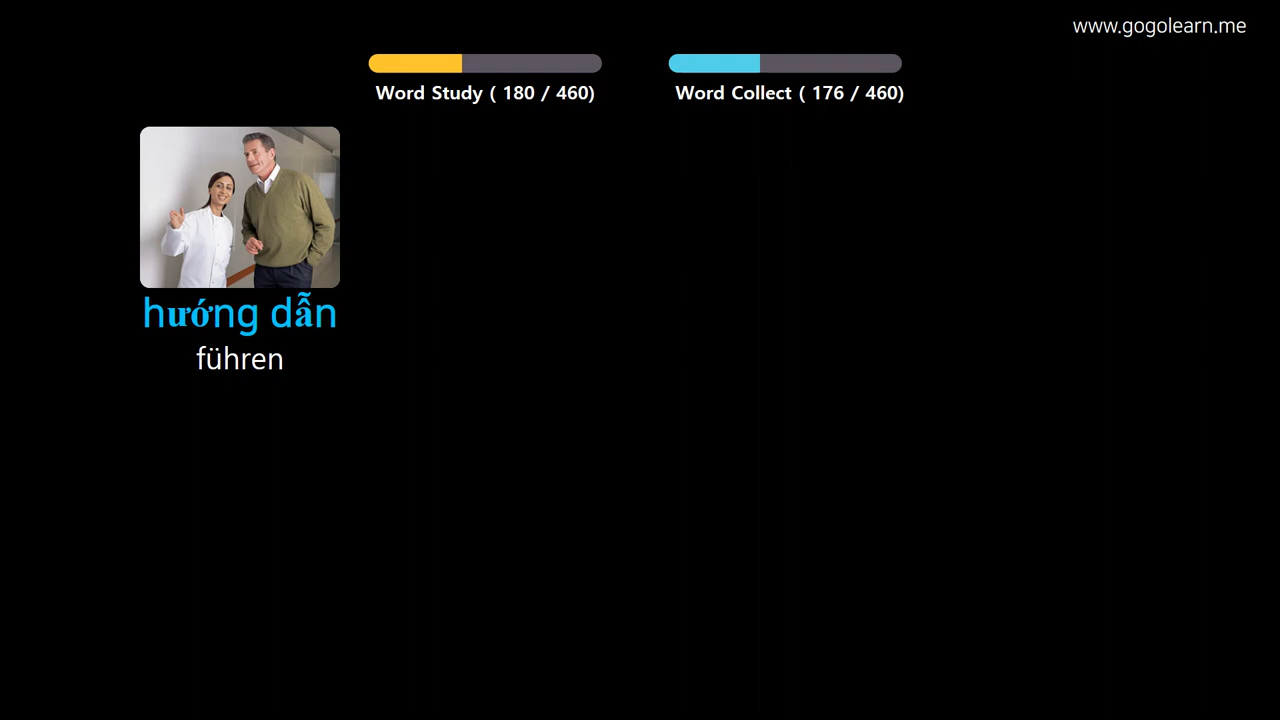 www.gogolearn.me
Word Study ( 180 / 460)
Word Collect ( 176 / 460)
hướng dẫn
führen